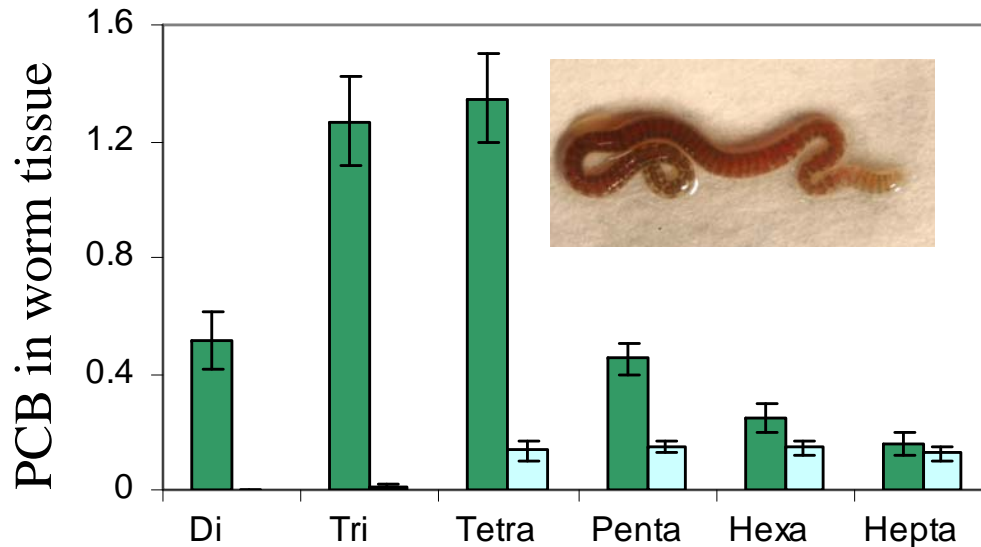 PCB in worm tissue
1.6
1.2
0.8
0.4
0
Di Tri Tetra Penta Hexa Hepta